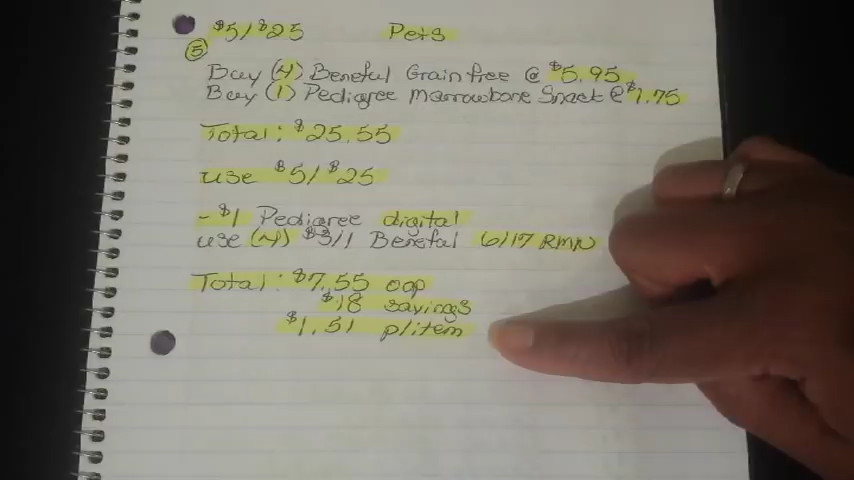 $5/$25 Pets
5
Buy (4) Beneful Grainfree @ $5.95
Buy (1) Pedigree Marrowbone Snack @ $1.75
Total: $25.55
use $5/$25
- $1 Pedigree digital
use (4) $3/1 Beneful 6/17 RMN
Total: $7.55 oop
$18 savings
$1.51 p/item